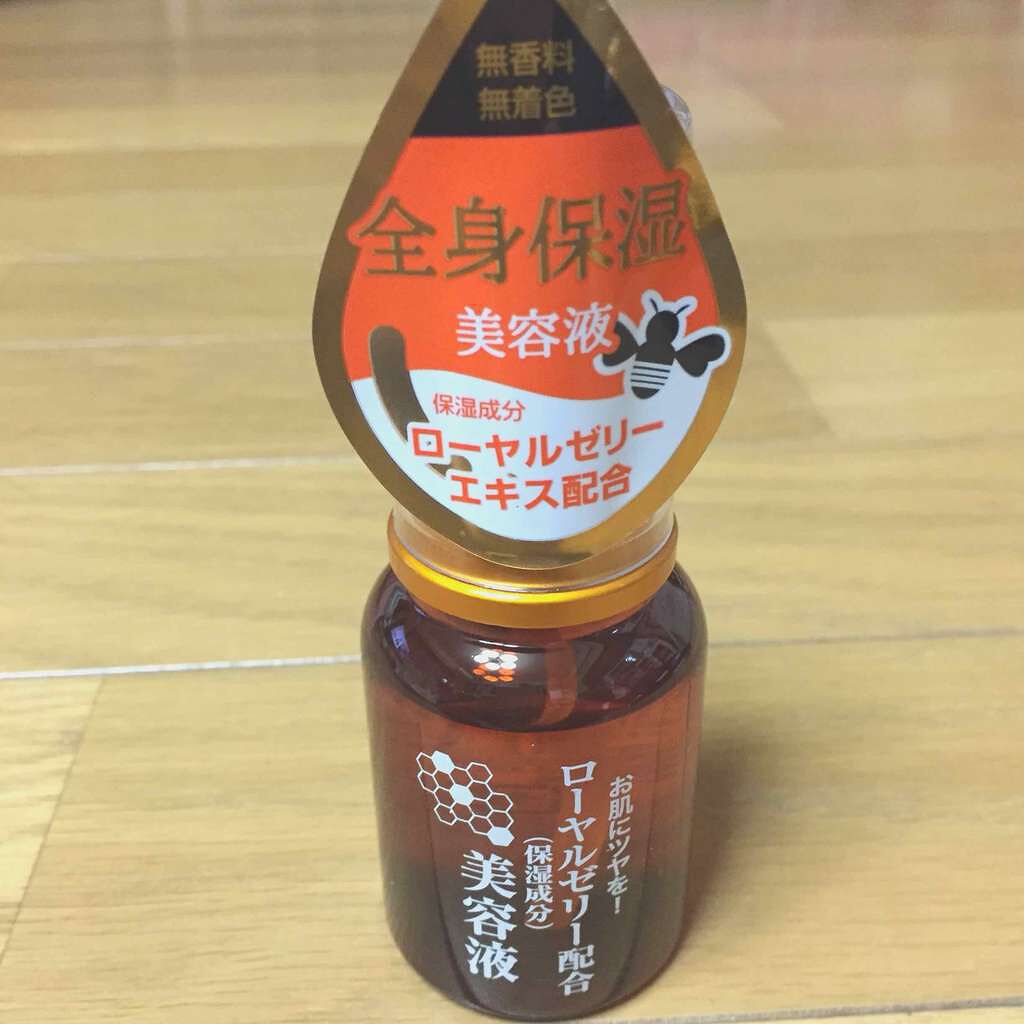 無香料
無着色
全身保湿
美容液
保湿成分
ローヤルゼリー
エキス配合
お肌にツヤを!
ローヤルゼリー配合
(保湿成分)
美容液